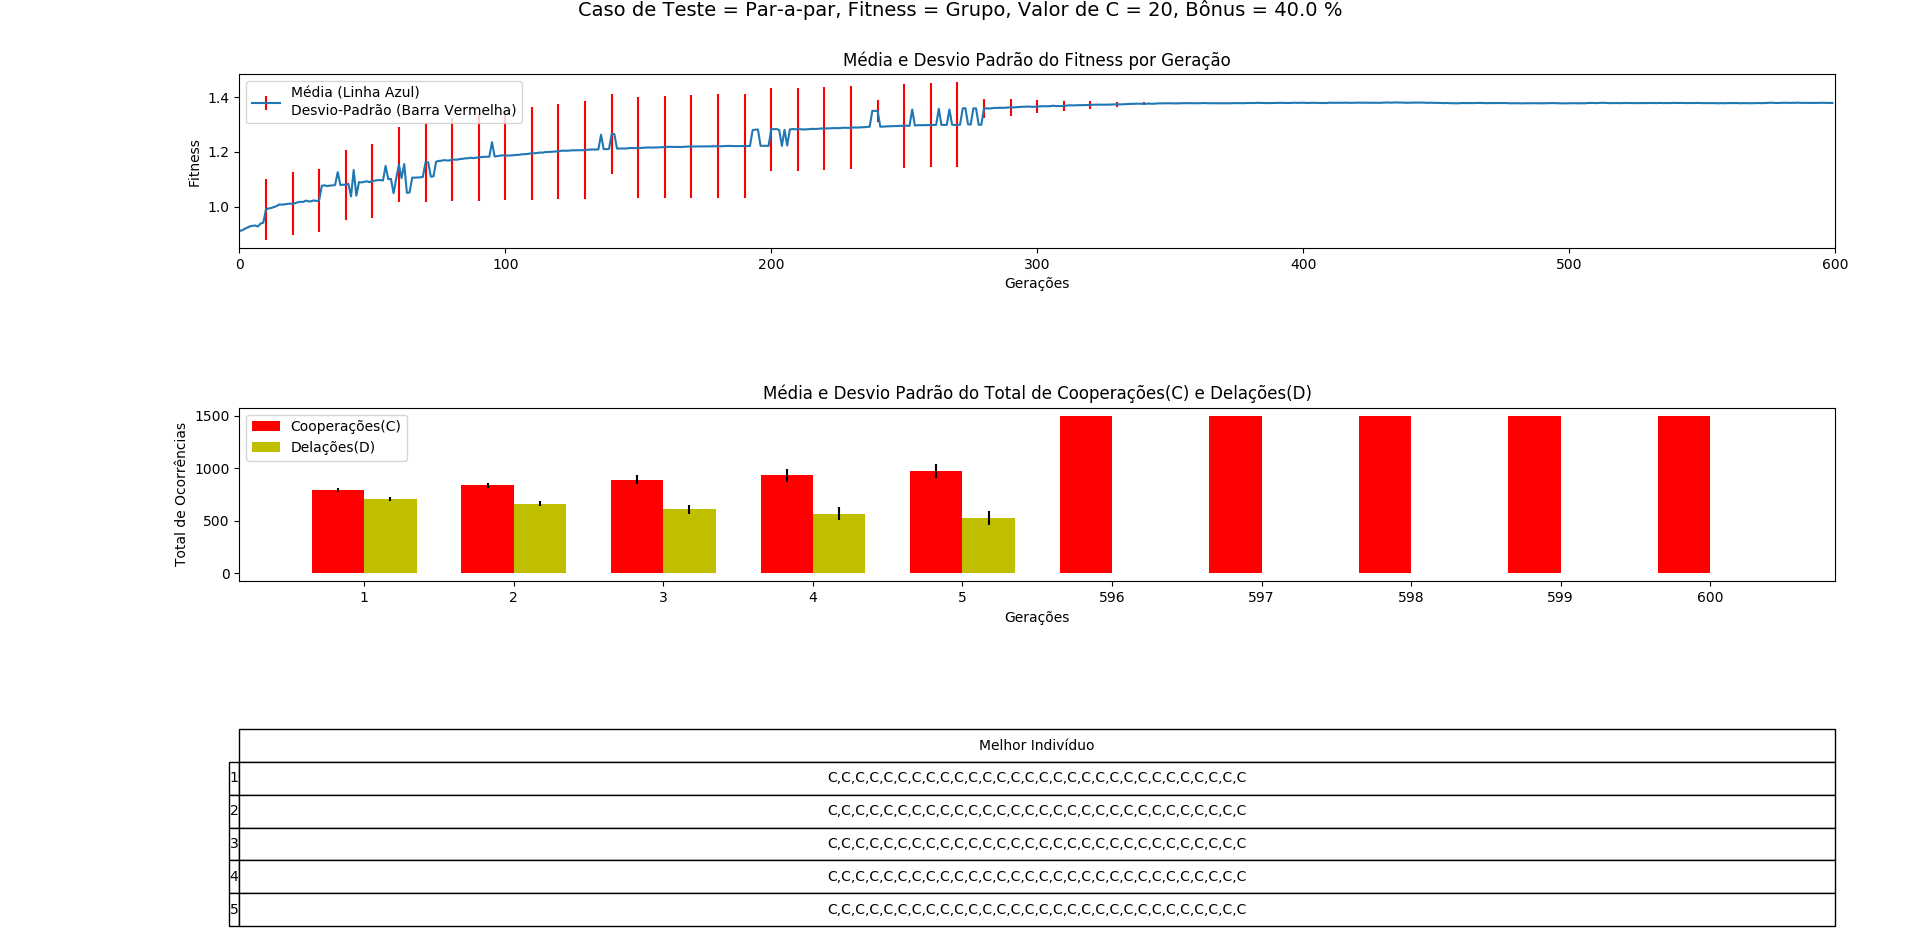 Caso de Teste = Par-a-par, Fitness = Grupo, Valor de C = 20, Bônus = 40.0 %
Média e Desvio Padrão do Fitness por Geração
Média (Linha Azul)
Desvio-Padrão (Barra Vermelha)
Fitness
1.4
1.2
1.0
0 100 200 300 400 500 600
Gerações
Média e Desvio Padrão do Total de Cooperações(C) e Delações(D)
Cooperações(C)
Delações(D)
Total de Ocorrências
1500
1000
500
0
1 2 3 4 5 596 597 598 599 600
Gerações
Melhor Indivíduo
1 C,C,C,C,C,C,C,C,C,C,C,C,C,C,C,C,C,C,C,C,C,C,C,C,C,C,C,C,C,C
2 C,C,C,C,C,C,C,C,C,C,C,C,C,C,C,C,C,C,C,C,C,C,C,C,C,C,C,C,C,C
3 C,C,C,C,C,C,C,C,C,C,C,C,C,C,C,C,C,C,C,C,C,C,C,C,C,C,C,C,C,C
4 C,C,C,C,C,C,C,C,C,C,C,C,C,C,C,C,C,C,C,C,C,C,C,C,C,C,C,C,C,C
5 C,C,C,C,C,C,C,C,C,C,C,C,C,C,C,C,C,C,C,C,C,C,C,C,C,C,C,C,C,C